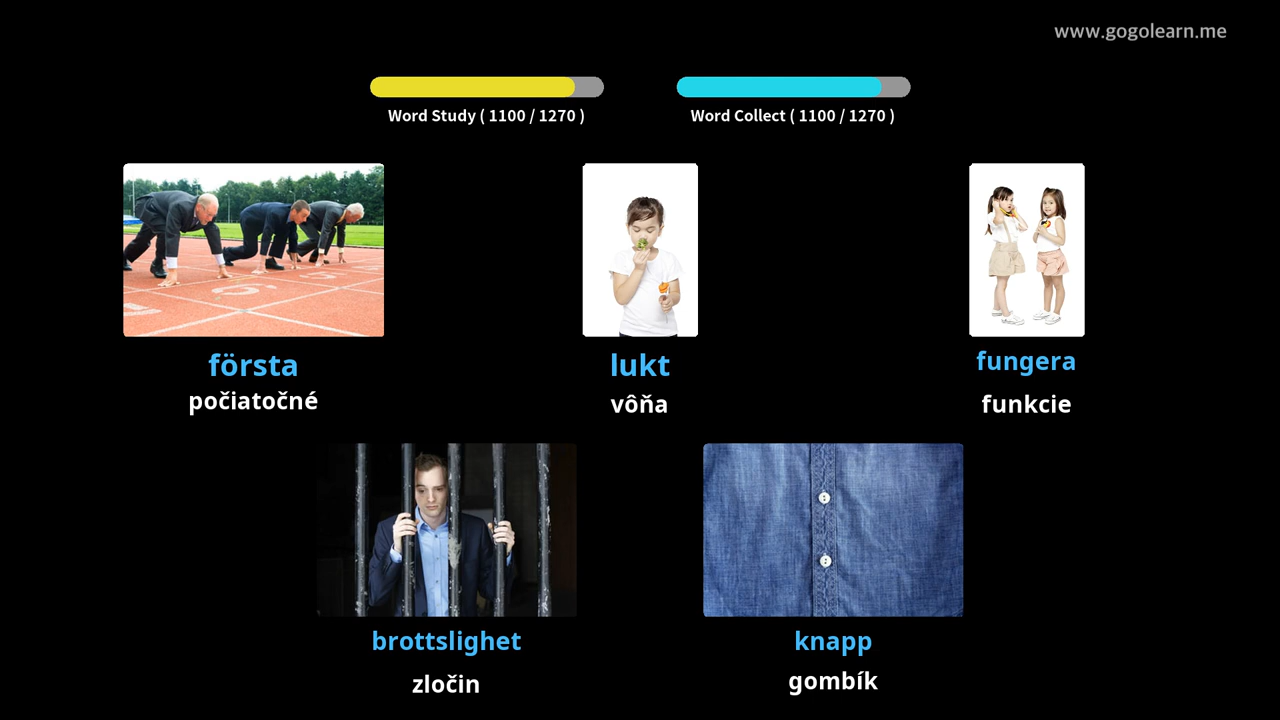 www.gogolearn.me
Word Study ( 1100 / 1270 )
Word Collect ( 1100 / 1270 )
första
počiatočné
lukt
vôňa
fungera
funkcie
brottslighet
zločin
knapp
gombík